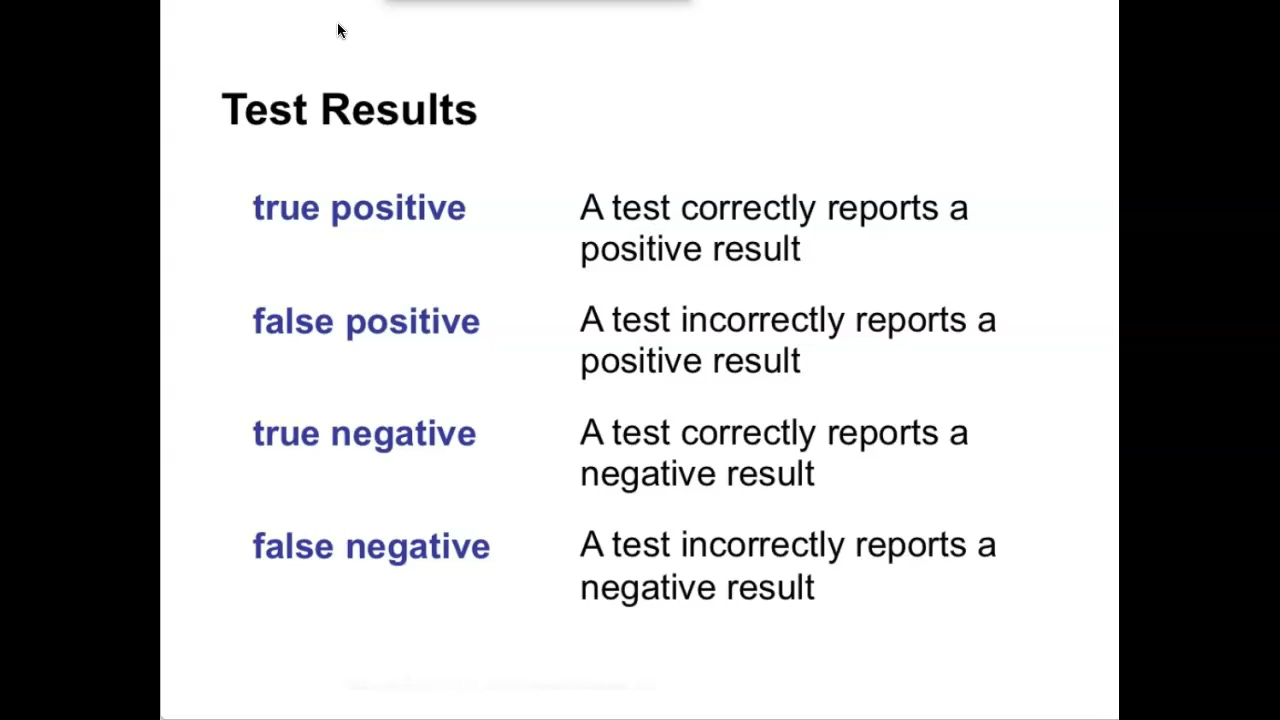 Test Results
true positive
A test correctly reports a
positive result
false positive
A test incorrectly reports a
positive result
true negative
A test correctly reports a
negative result
false negative
A test incorrectly reports a
negative result